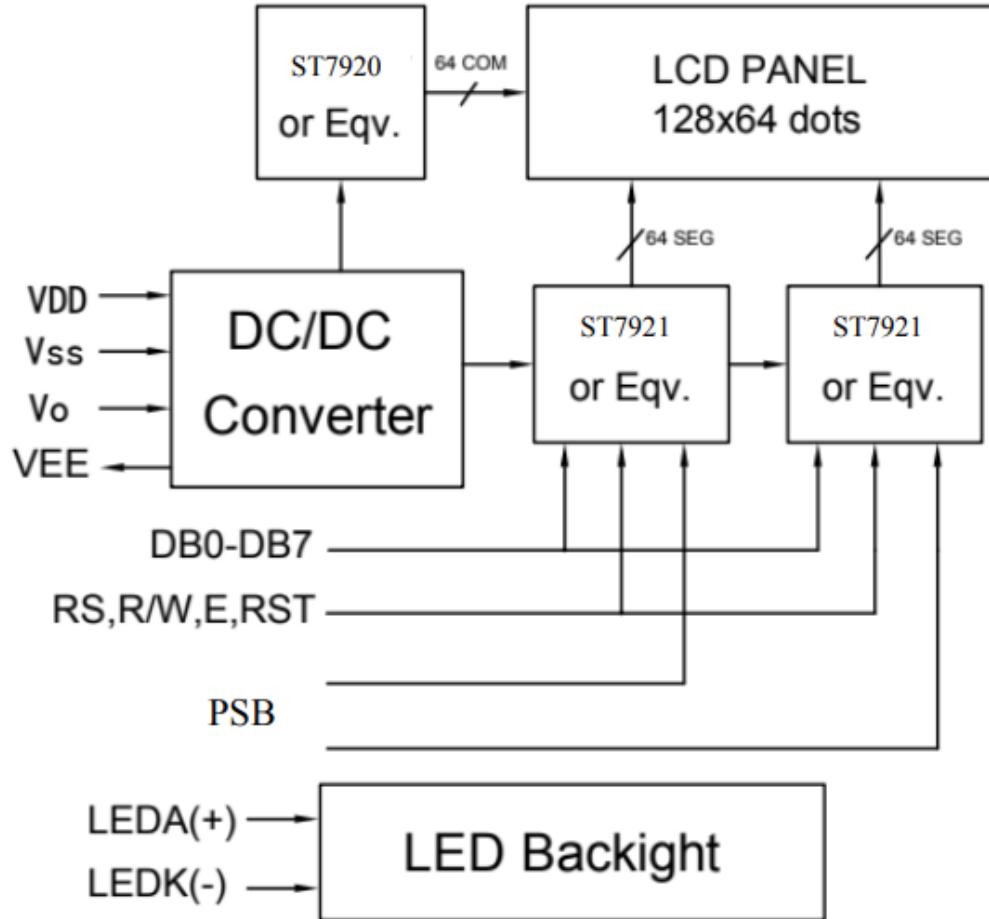 ST7920
or Eqv.
64 COM
LCD PANEL
128x64 dots
64 SEG
64 SEG
VDD
Vss
Vo
VEE
DC/DC
Converter
ST7921
or Eqv.
ST7921
or Eqv.
DB0-DB7
RS,R/W,E,RST
PSB
LEDA(+)
LEDK(-)
LED Backight